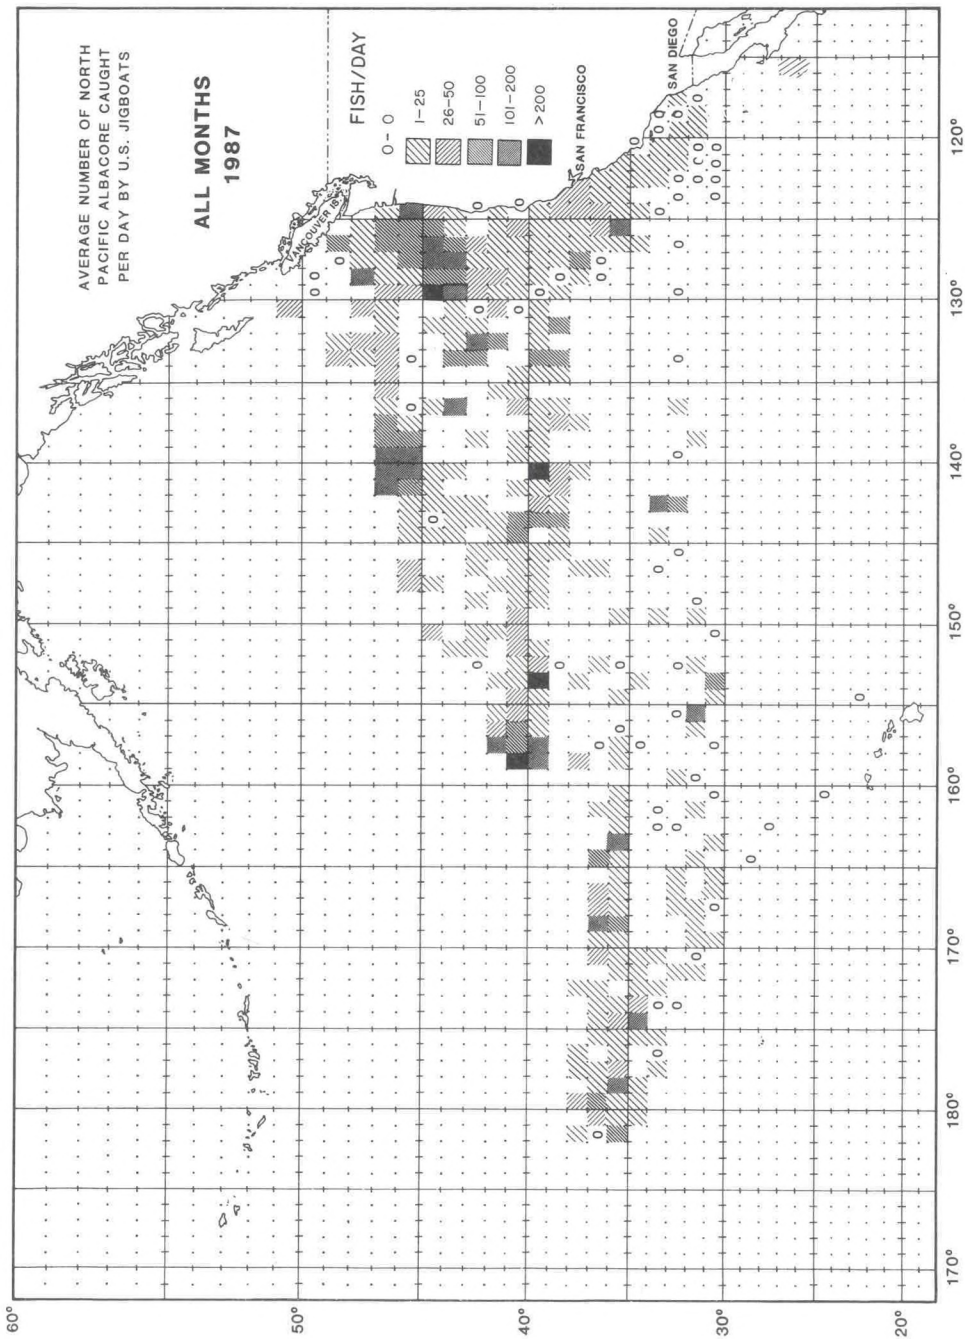 AVERAGE NUMBER OF NORTH
PACIFIC ALBACORE CAUGHT
PER DAY BY U.S. JIGBOATS
ALL MONTHS
1987
VANCOUVER IS.
FISH/DAY
0 - 0
1-25
26-50
51-100
101-200
>200
SAN FRANCISCO
SAN DIEGO
60°
50°
40°
30°
20°
170°
180°
170°
160°
150°
140°
130°
120°